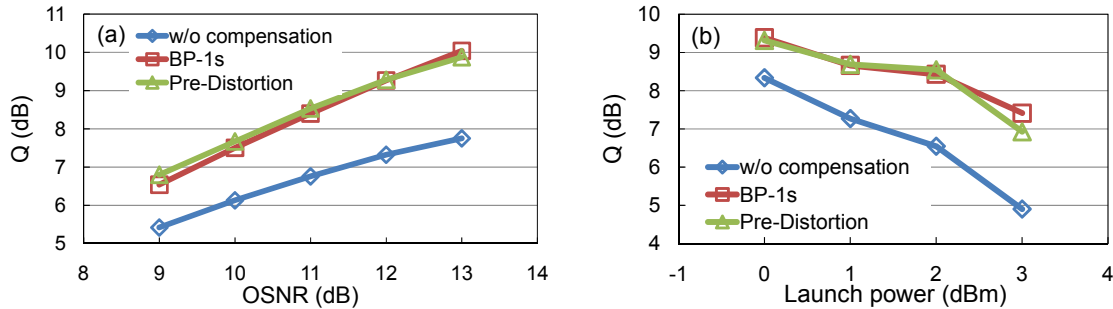 (a)
w/o compensation
BP-1s
Pre-Distortion
Q (dB)
11
10
9
8
7
6
5
8 9 10 11 12 13 14
OSNR (dB)
(b)
w/o compensation
BP-1s
Pre-Distortion
Q (dB)
10
9
8
7
6
5
4
-1 0 1 2 3 4
Launch power (dBm)